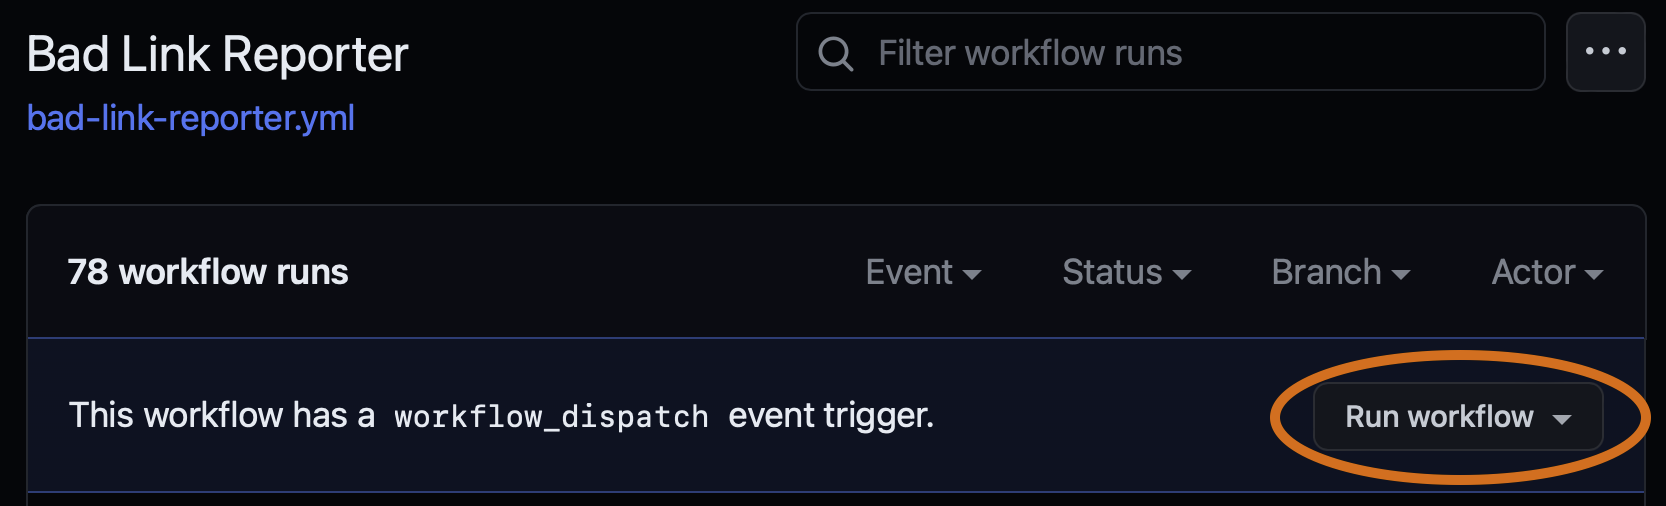 Bad Link Reporter
Filter workflow runs
bad-link-reporter.yml
78 workflow runs
Event
Status
Branch
Actor
This workflow has a workflow_dispatch event trigger.
Run workflow